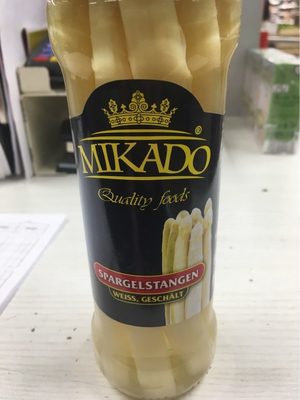 MIKADO®
Quality foods
SPARGELSTANGEN
WEISS, GESCHÄLT